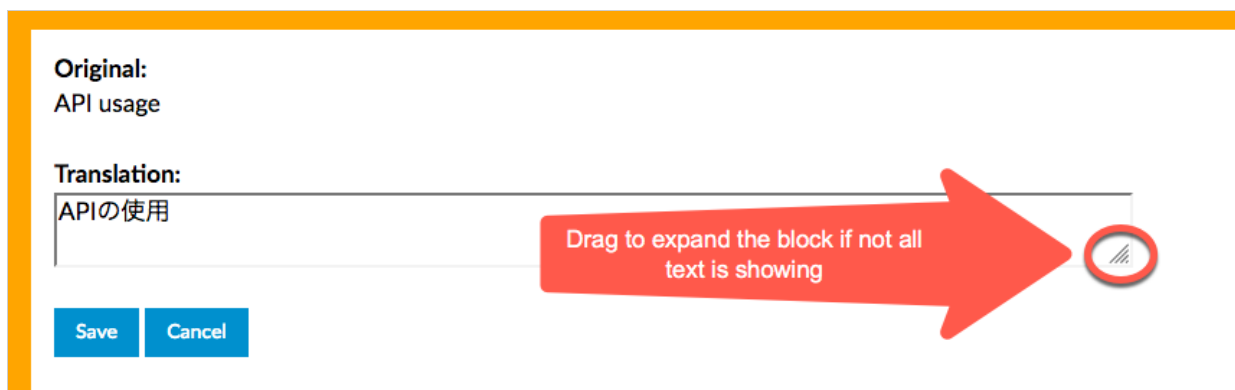 Original:
API usage
Translation:
APIの使用
Drag to expand the block if not all
text is showing
Save Cancel